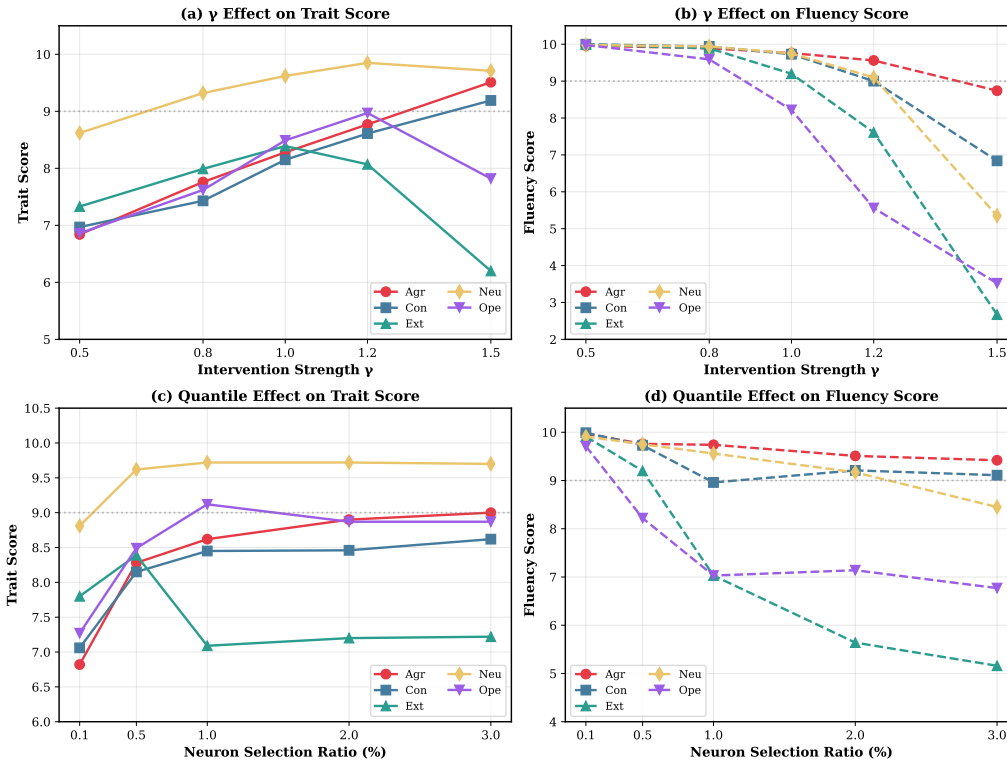 (a) γ Effect on Trait Score
Trait Score
10
9
8
7
6
5
Agr
Con
Ext
Neu
Ope
0.5
0.8
1.0
1.2
1.5
Intervention Strength γ
(b) γ Effect on Fluency Score
Fluency Score
10
9
8
7
6
5
4
3
2
Agr
Con
Ext
Neu
Ope
0.5
0.8
1.0
1.2
1.5
Intervention Strength γ
(c) Quantile Effect on Trait Score
Trait Score
10.5
10.0
9.5
9.0
8.5
8.0
7.5
7.0
6.5
6.0
Agr
Con
Ext
Neu
Ope
0.1
0.5
1.0
2.0
3.0
Neuron Selection Ratio (%)
(d) Quantile Effect on Fluency Score
Fluency Score
10
9
8
7
6
5
4
Agr
Con
Ext
Neu
Ope
0.1
0.5
1.0
2.0
3.0
Neuron Selection Ratio (%)